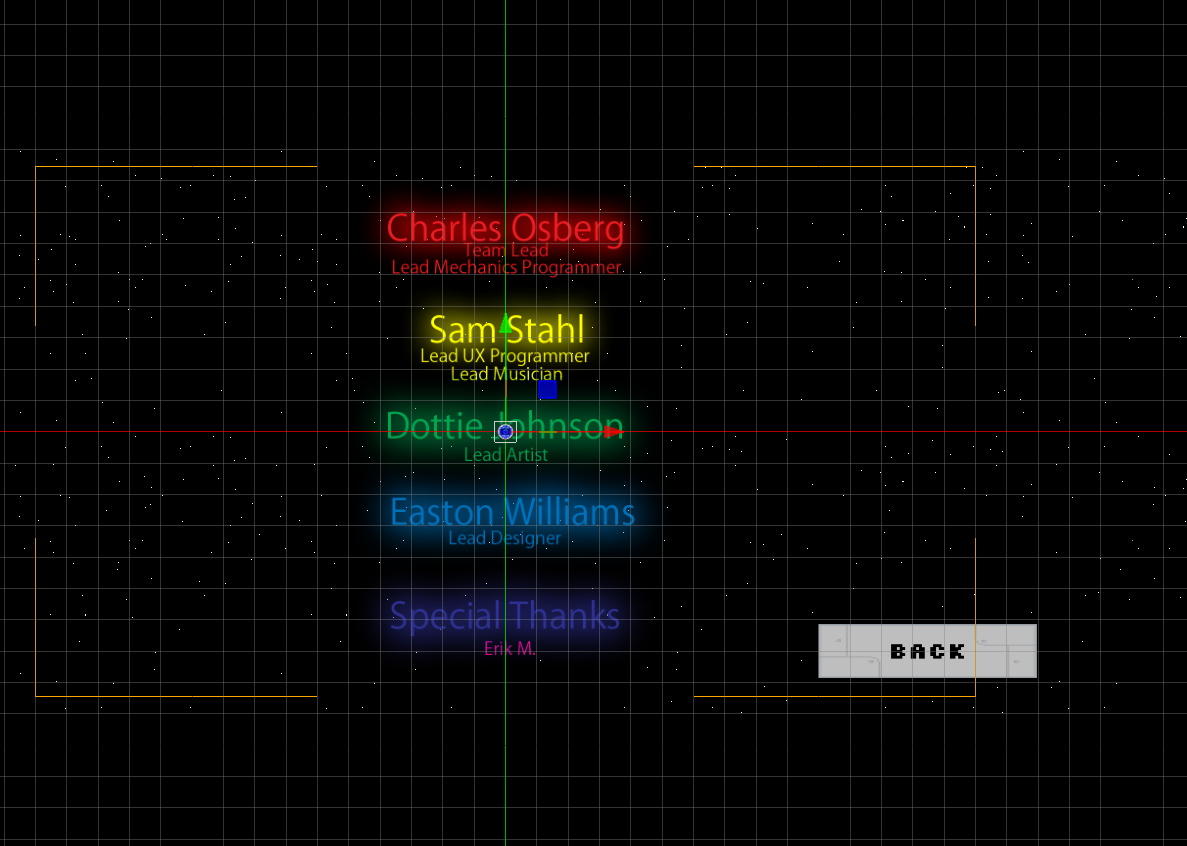 Charles Osberg
Team Lead
Lead Mechanics Programmer
Sam Stahl
Lead UX Programmer
Lead Musician
Dottie Johnson
Lead Artist
Easton Williams
Lead Designer
Special Thanks
Erik M.
BACK